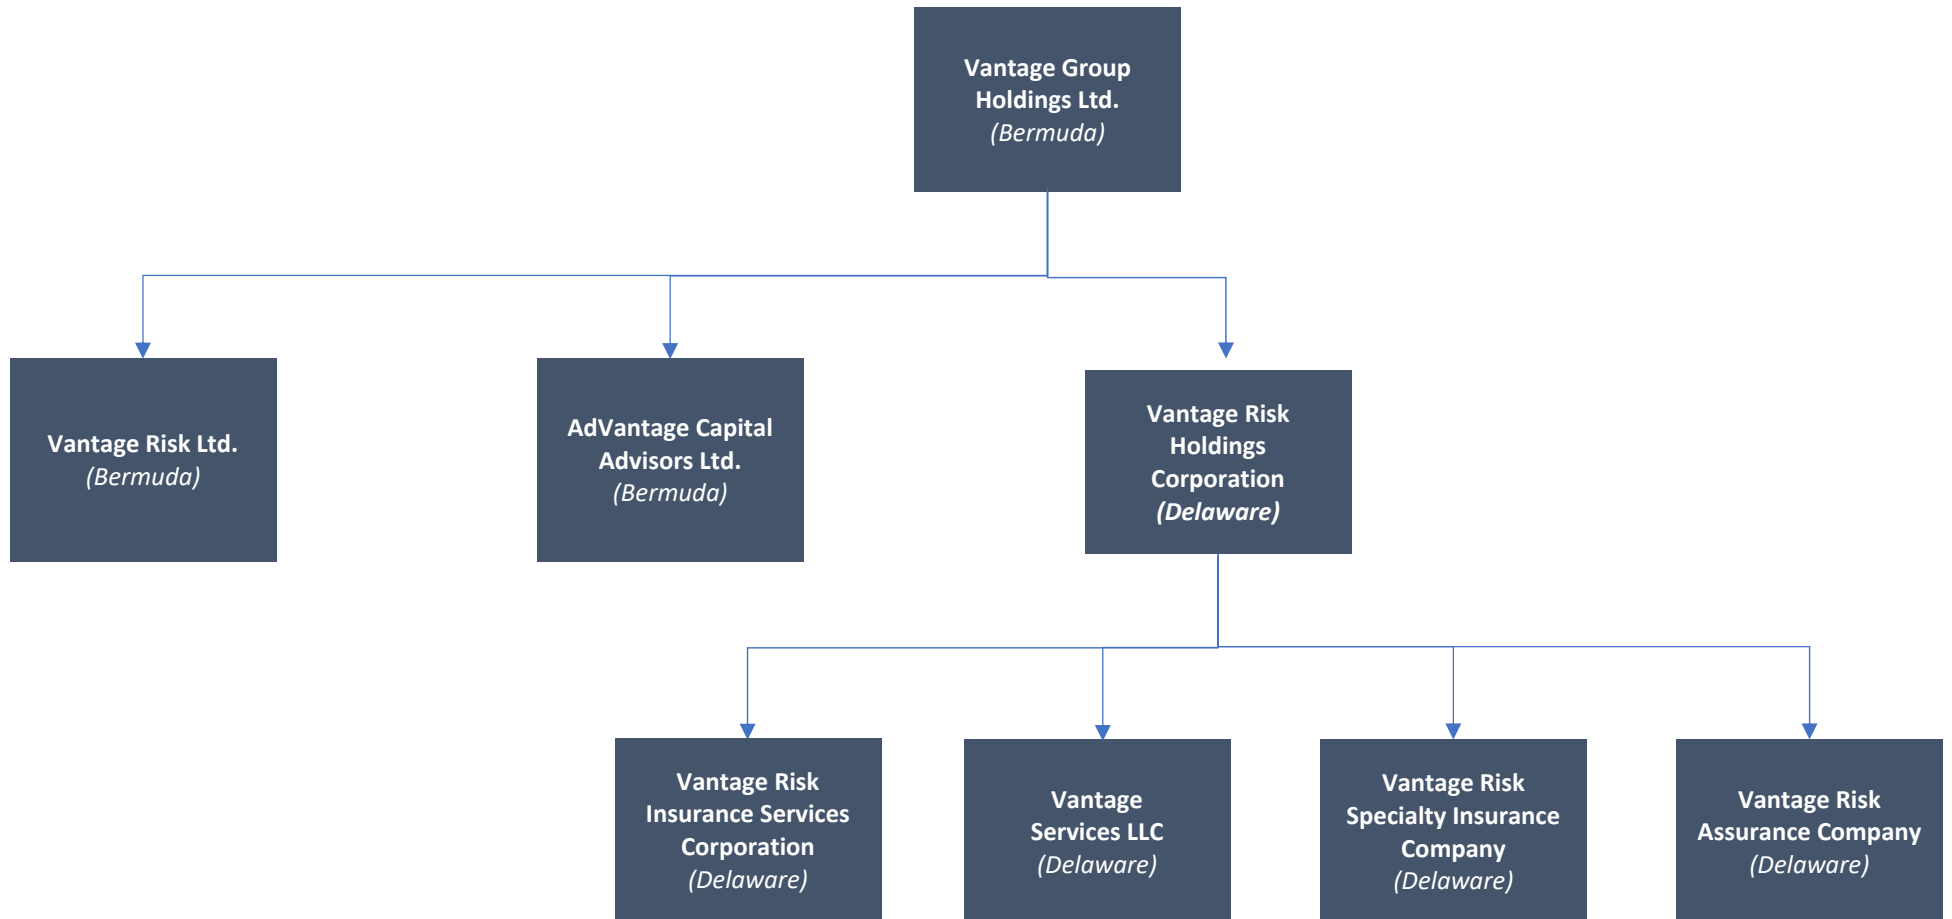 Vantage Group
Holdings Ltd.
(Bermuda)
Vantage Risk Ltd.
(Bermuda)
AdVantage Capital
Advisors Ltd.
(Bermuda)
Vantage Risk
Holdings
Corporation
(Delaware)
Vantage Risk
Insurance Services
Corporation
(Delaware)
Vantage
Services LLC
(Delaware)
Vantage Risk
Specialty Insurance
Company
(Delaware)
Vantage Risk
Assurance Company
(Delaware)